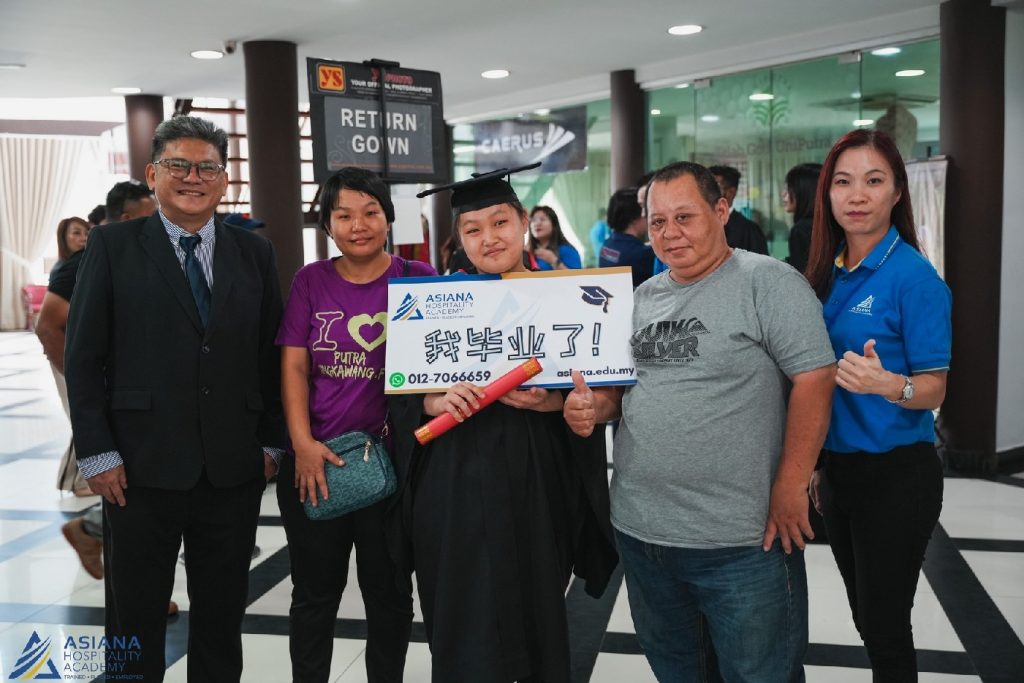 ys
YOUR OFFICIAL PHOTOGRAPHER
RETURN
GOWN
CAERUS
I
PUTRA
ASIANA
HOSPITALITY
ACADEMY
我毕业了!
012-7066659
asiana.edu.my
ASIANA
HOSPITALITY
ACADEMY